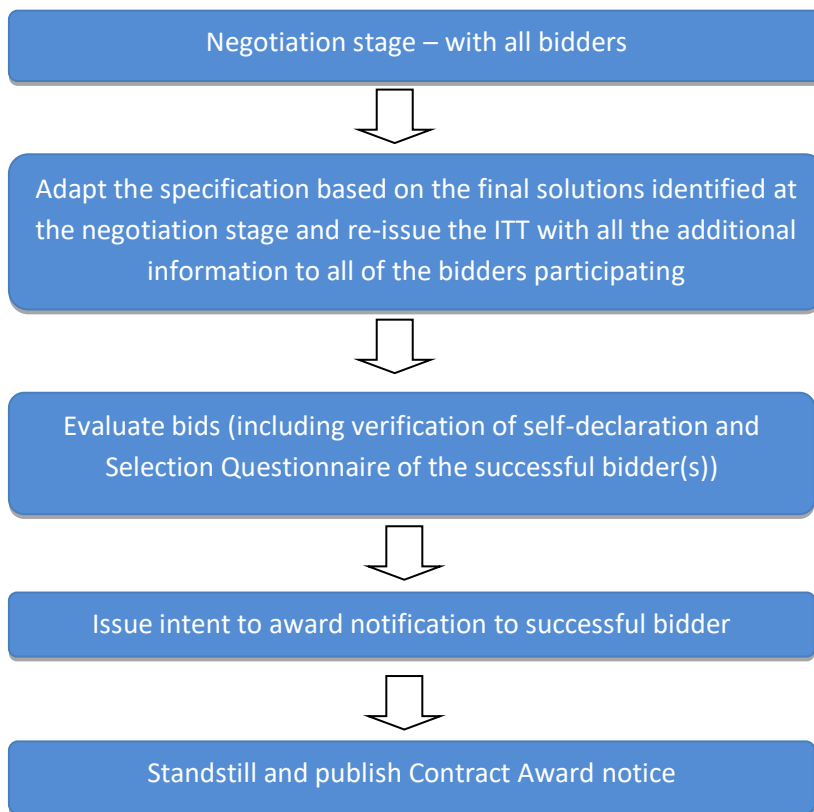 Negotiation stage – with all bidders
Adapt the specification based on the final solutions identified at
the negotiation stage and re-issue the ITT with all the additional
information to all of the bidders participating
Evaluate bids (including verification of self-declaration and
Selection Questionnaire of the successful bidder(s))
Issue intent to award notification to successful bidder
Standstill and publish Contract Award notice